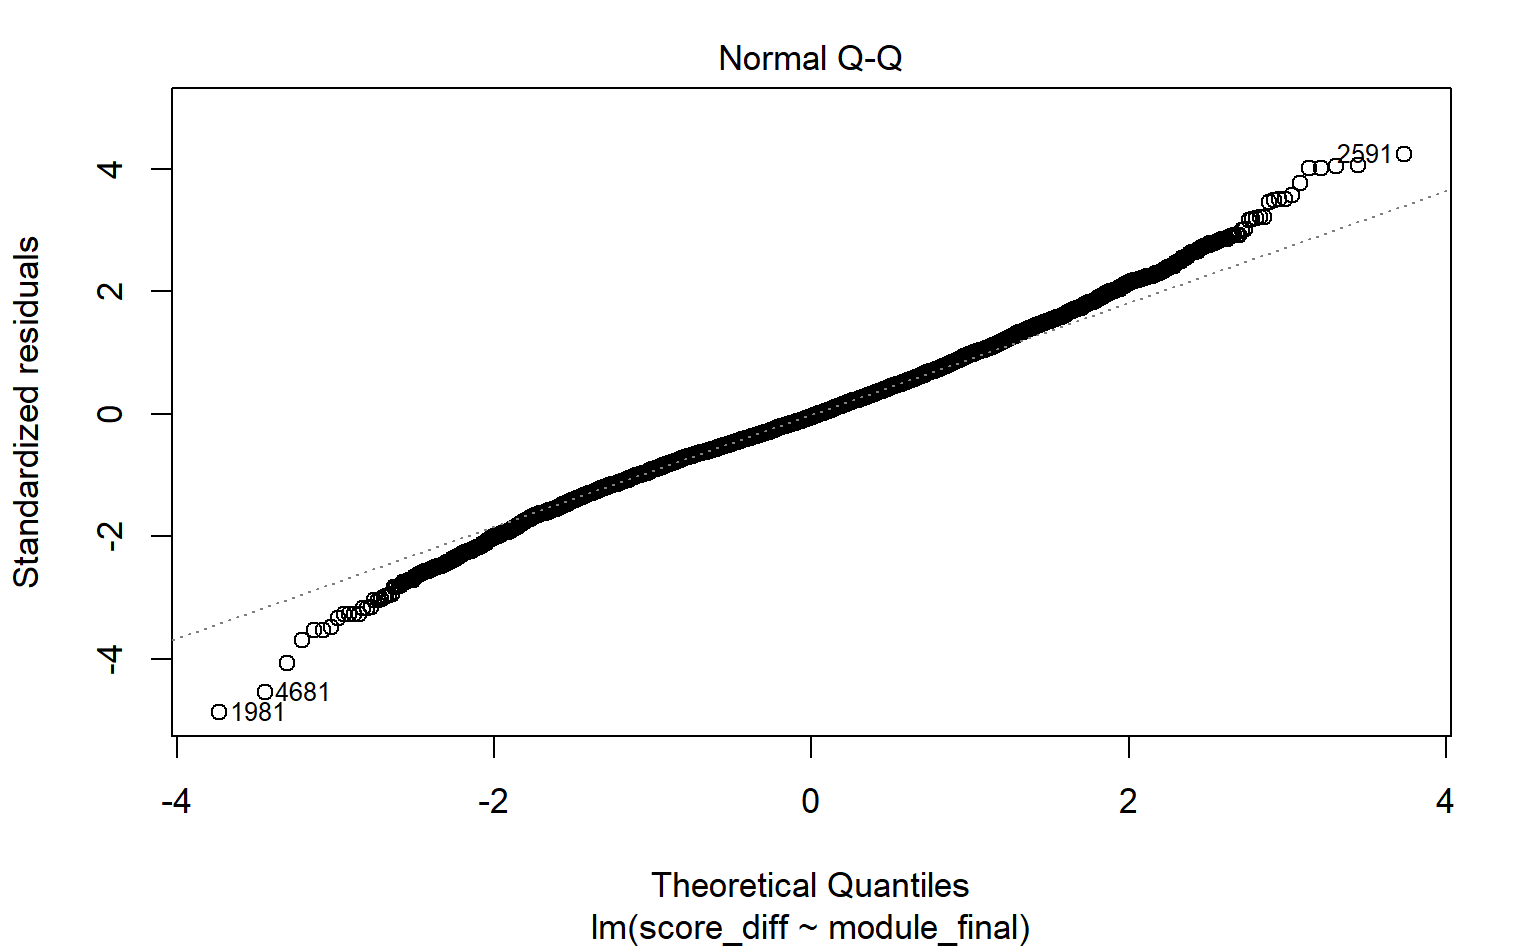 Normal Q-Q
Standardized residuals
4
2
0
-2
-4
2591
4681
1981
-4 -2 0 2 4
Theoretical Quantiles
lm(score_diff ~ module_final)